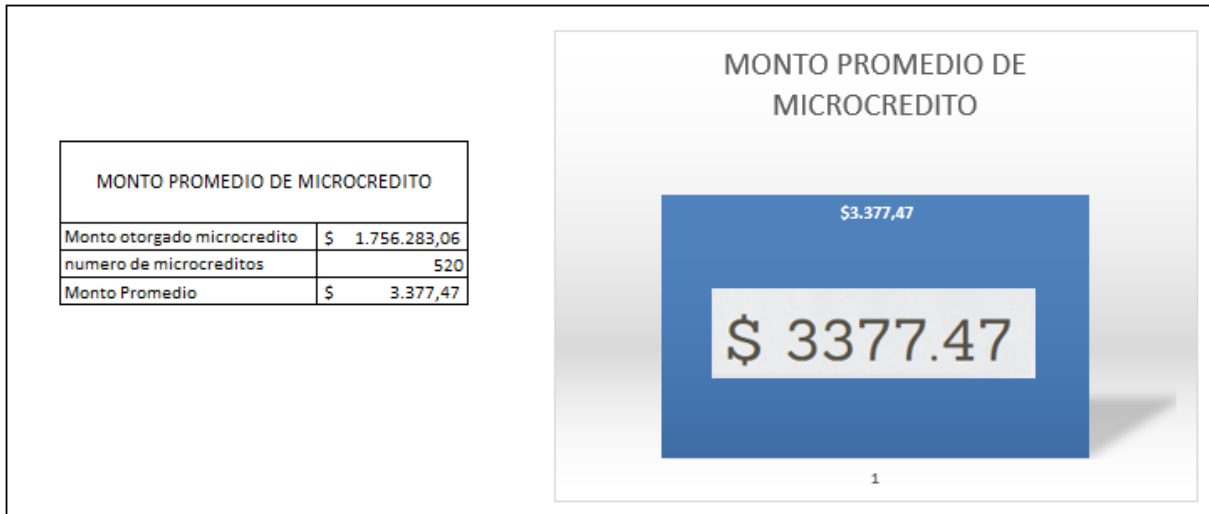 MONTO PROMEDIO DE MICROCREDITO
Monto otorgado microcredito $ 1.756.283,06
numero de microcreditos 520
Monto Promedio $ 3.377,47
MONTO PROMEDIO DE
MICROCREDITO
$3.377,47
$ 3377.47
1